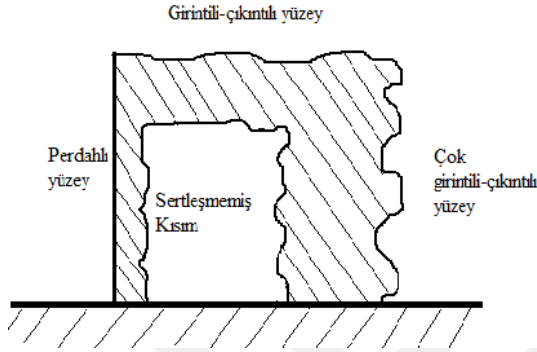 Girintili-çıkıntılı yüzey
Perdahlı
yüzey
Sertleşmemiş
Kısım
Çok
girintili-çıkıntılı
yüzey